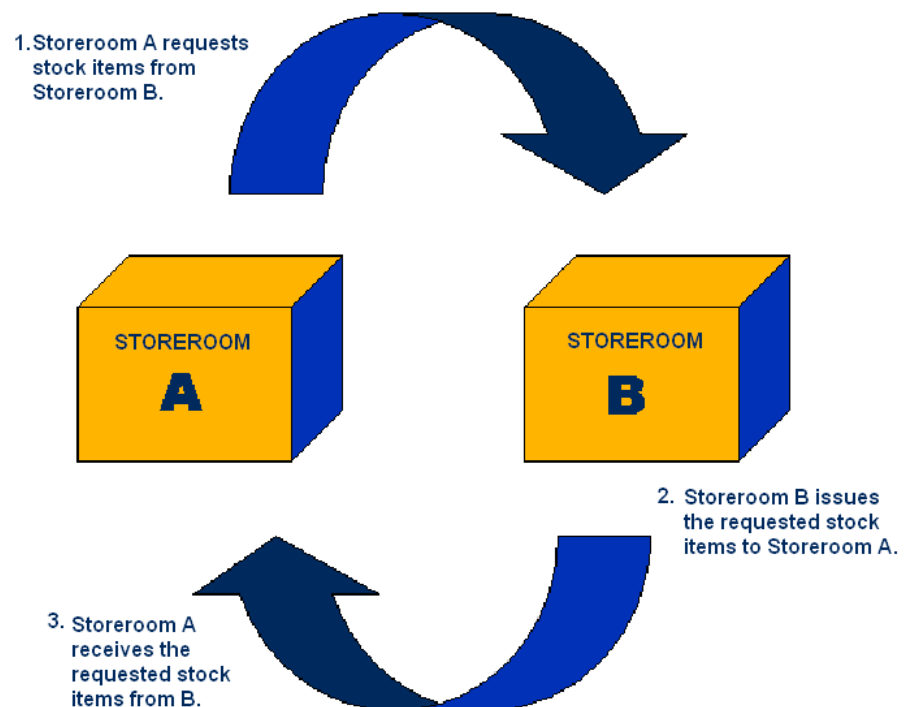 1. Storeroom A requests
stock items from
Storeroom B.
STOREROOM
A
STOREROOM
B
2. Storeroom B issues
the requested stock
items to Storeroom A.
3. Storeroom A
receives the
requested stock
items from B.